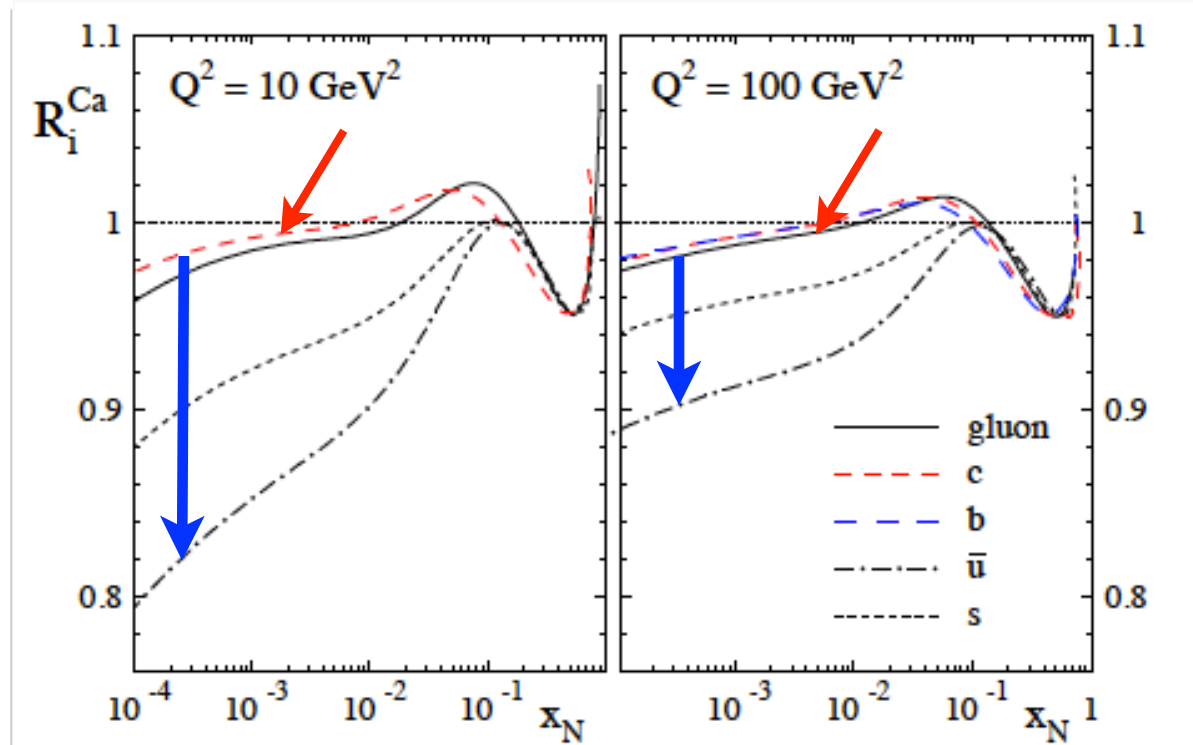 1.1
1.1
Q² = 10 GeV²
Q² = 100 GeV²
R_i^Ca
1
1
0.9
0.9
gluon
c
b
ū
s
0.8
0.8
10⁻⁴
10⁻³
10⁻²
10⁻¹
x_N
10⁻³
10⁻²
10⁻¹
x_N
1